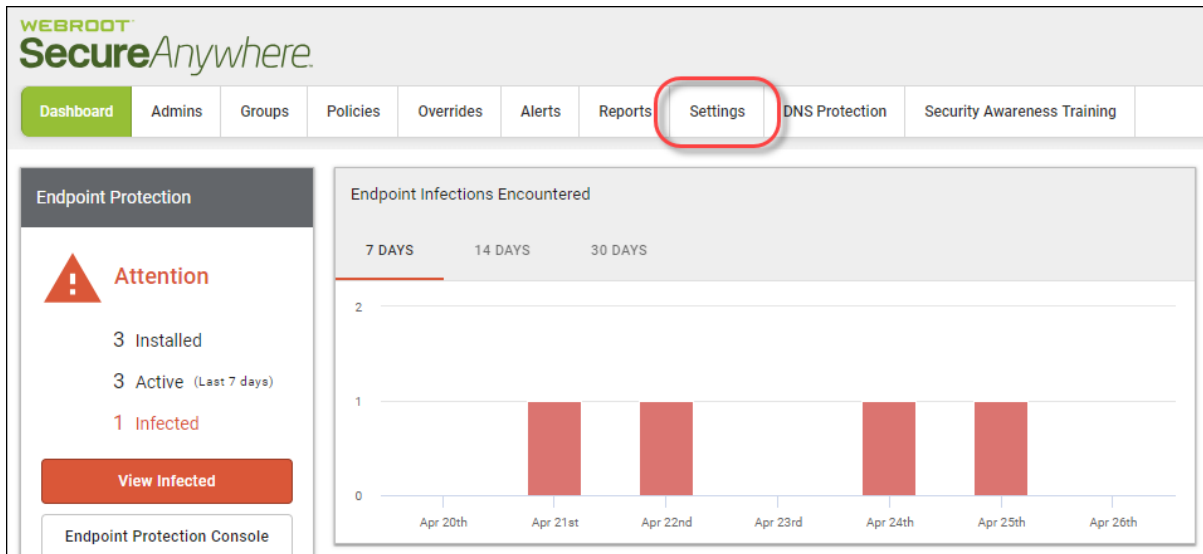 WEBROOT
SecureAnywhere.
Dashboard Admins Groups Policies Overrides Alerts Reports Settings DNS Protection Security Awareness Training
Endpoint Protection
Attention
3 Installed
3 Active (Last 7 days)
1 Infected
View Infected
Endpoint Protection Console
Endpoint Infections Encountered
7 DAYS 14 DAYS 30 DAYS
2
1
0
Apr 20th Apr 21st Apr 22nd Apr 23rd Apr 24th Apr 25th Apr 26th